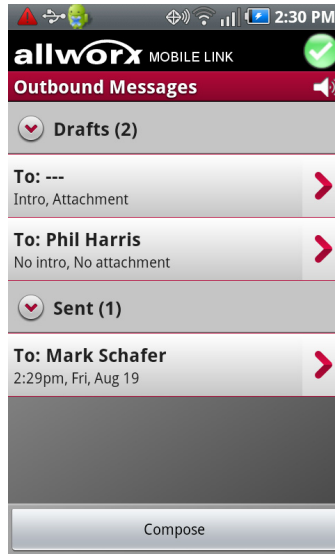 2:30 PM
allworx MOBILE LINK
Outbound Messages
Drafts (2)
To: ---
Intro, Attachment
To: Phil Harris
No intro, No attachment
Sent (1)
To: Mark Schafer
2:29pm, Fri, Aug 19
Compose